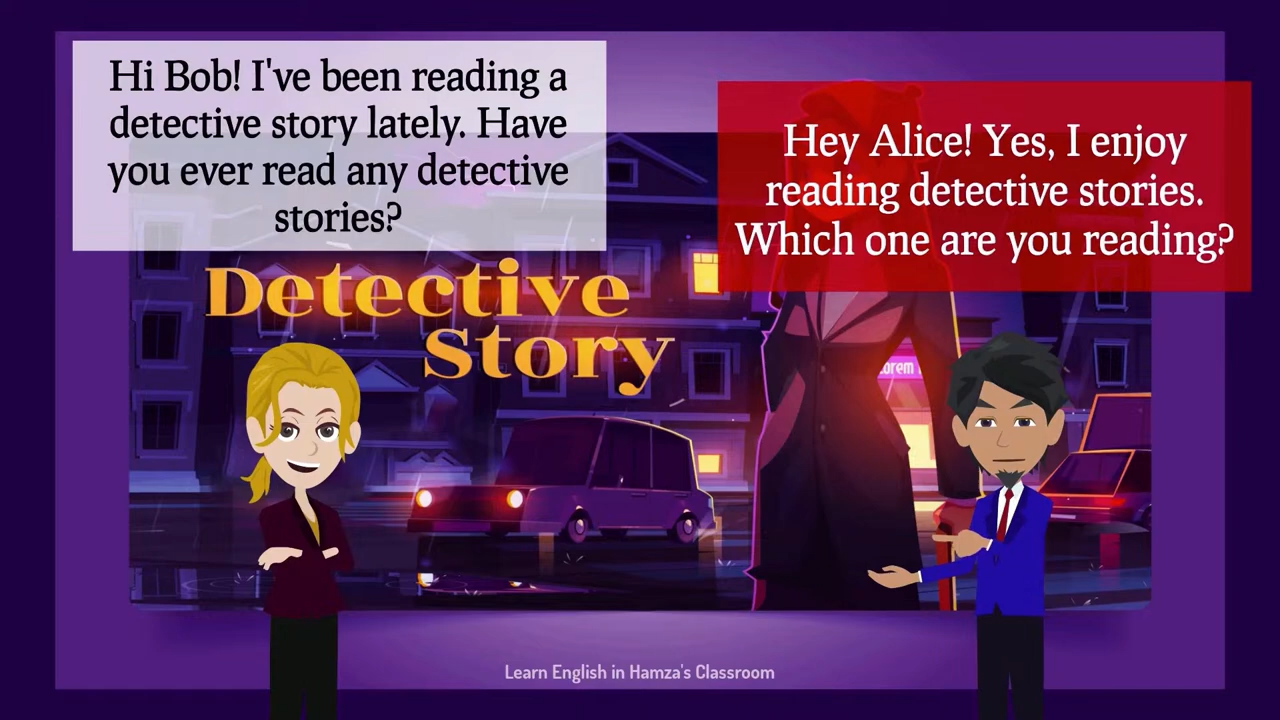 Hi Bob! I've been reading a
detective story lately. Have
you ever read any detective
stories?
Hey Alice! Yes, I enjoy
reading detective stories.
Which one are you reading?
Detective
Story
Learn English in Hamza's Classroom